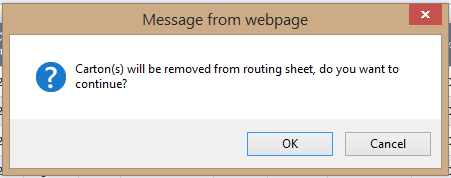 Message from webpage
Carton(s) will be removed from routing sheet, do you want to
continue?
OK
Cancel